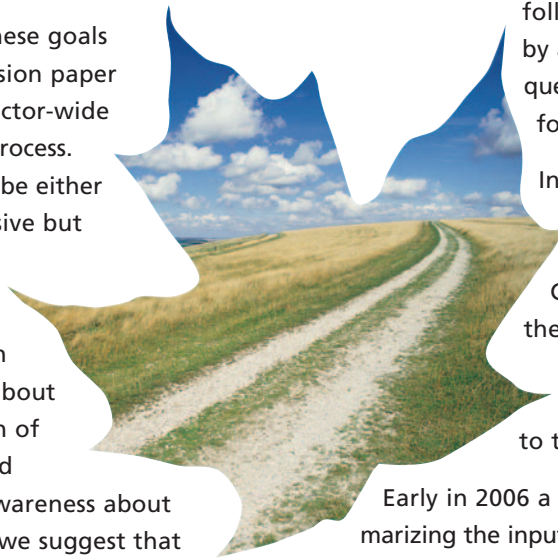 hese goals
sion paper
ctor-wide
rocess.
be either
sive but
n
bout
n of
d
wareness about
we suggest that
foll
by a
que
fo
In
C
the
to t
Early in 2006 a
marizing the input